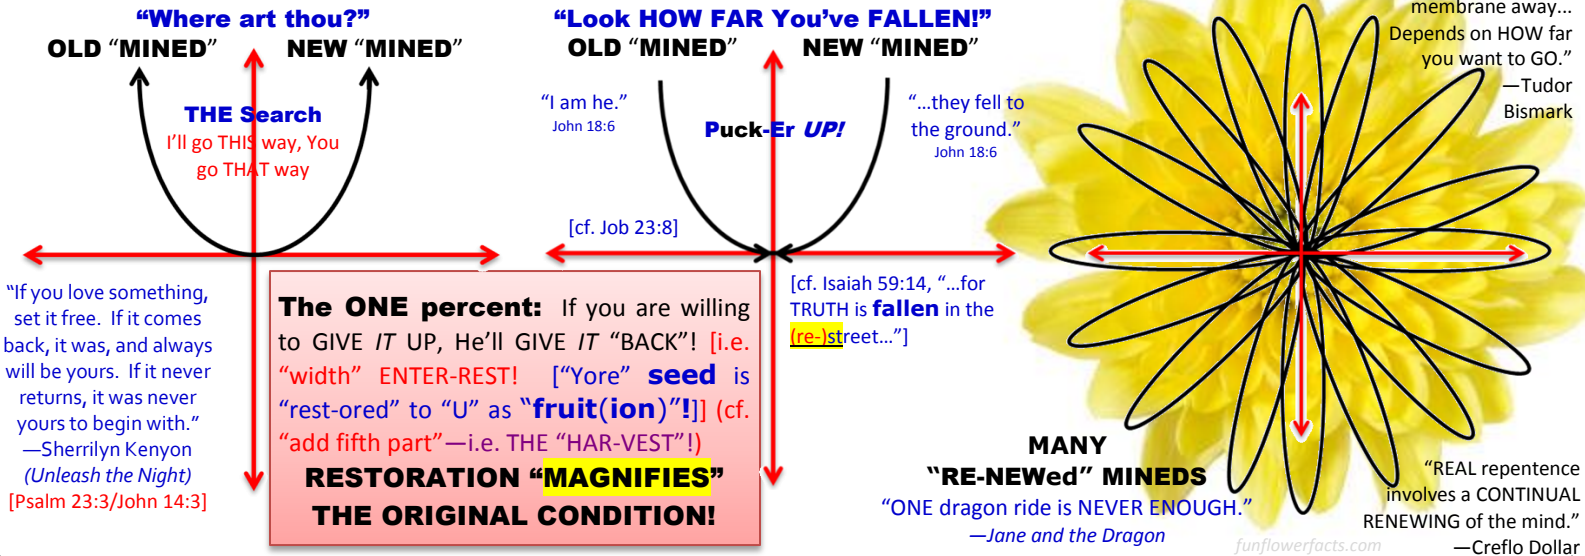 “Where art thou?”
OLD “MINED”
NEW “MINED”
THE Search
I’ll go THIS way, You
go THAT way
“If you love something,
set it free.  If it comes
back, it was, and always
will be yours.  If it never
returns, it was never
yours to begin with.”
—Sherrilyn Kenyon
(Unleash the Night)
[Psalm 23:3/John 14:3]
The ONE percent:  If you are willing
to GIVE IT UP, He’ll GIVE IT “BACK”! [i.e.
“width” ENTER-REST!  [“Yore” seed is
“rest-ored” to “U” as “fruit(ion)”!]] (cf.
“add fifth part”—i.e. THE “HAR-VEST”!)
RESTORATION “MAGNIFIES”
THE ORIGINAL CONDITION!
“Look HOW FAR You’ve FALLEN!”
OLD “MINED”
NEW “MINED”
“I am he.”
John 18:6
Puck-Er UP!
“...they fell to
the ground.”
John 18:6
[cf. Job 23:8]
[cf. Isaiah 59:14, “...for
TRUTH is fallen in the
(re-)street...”]
MANY
“RE-NEWed” MINEDS
“ONE dragon ride is NEVER ENOUGH.”
—Jane and the Dragon
membrane away...
Depends on HOW far
you want to GO.”
—Tudor
Bismark
“REAL repentence
involves a CONTINUAL
RENEWING of the mind.”
—Creflo Dollar
funflowerfacts.com